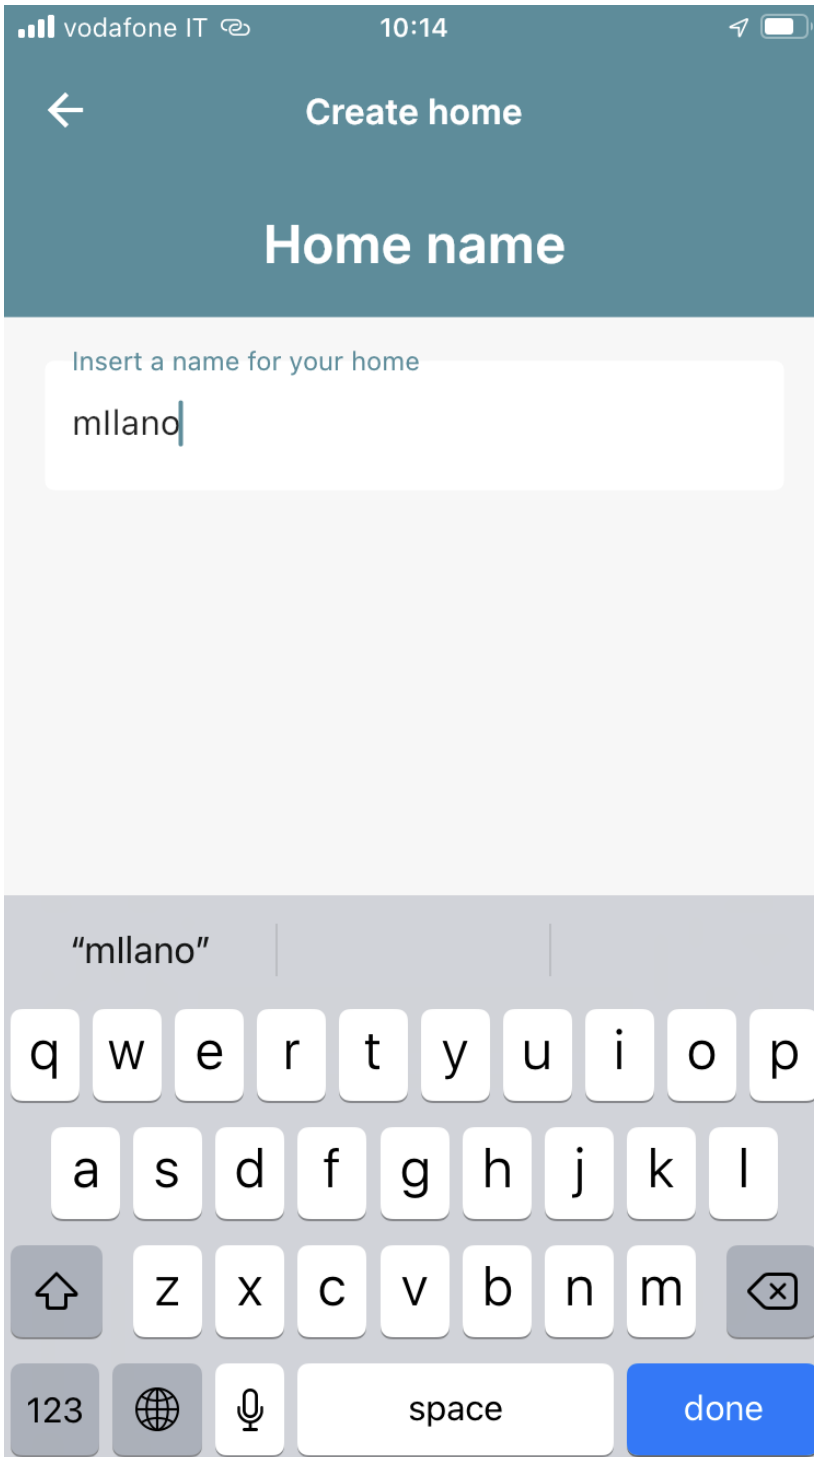 vodafone IT 10:14
Create home
Home name
Insert a name for your home
mIlano
“mIlano”
q w e r t y u i o p
a s d f g h j k l
z x c v b n m
123 space done